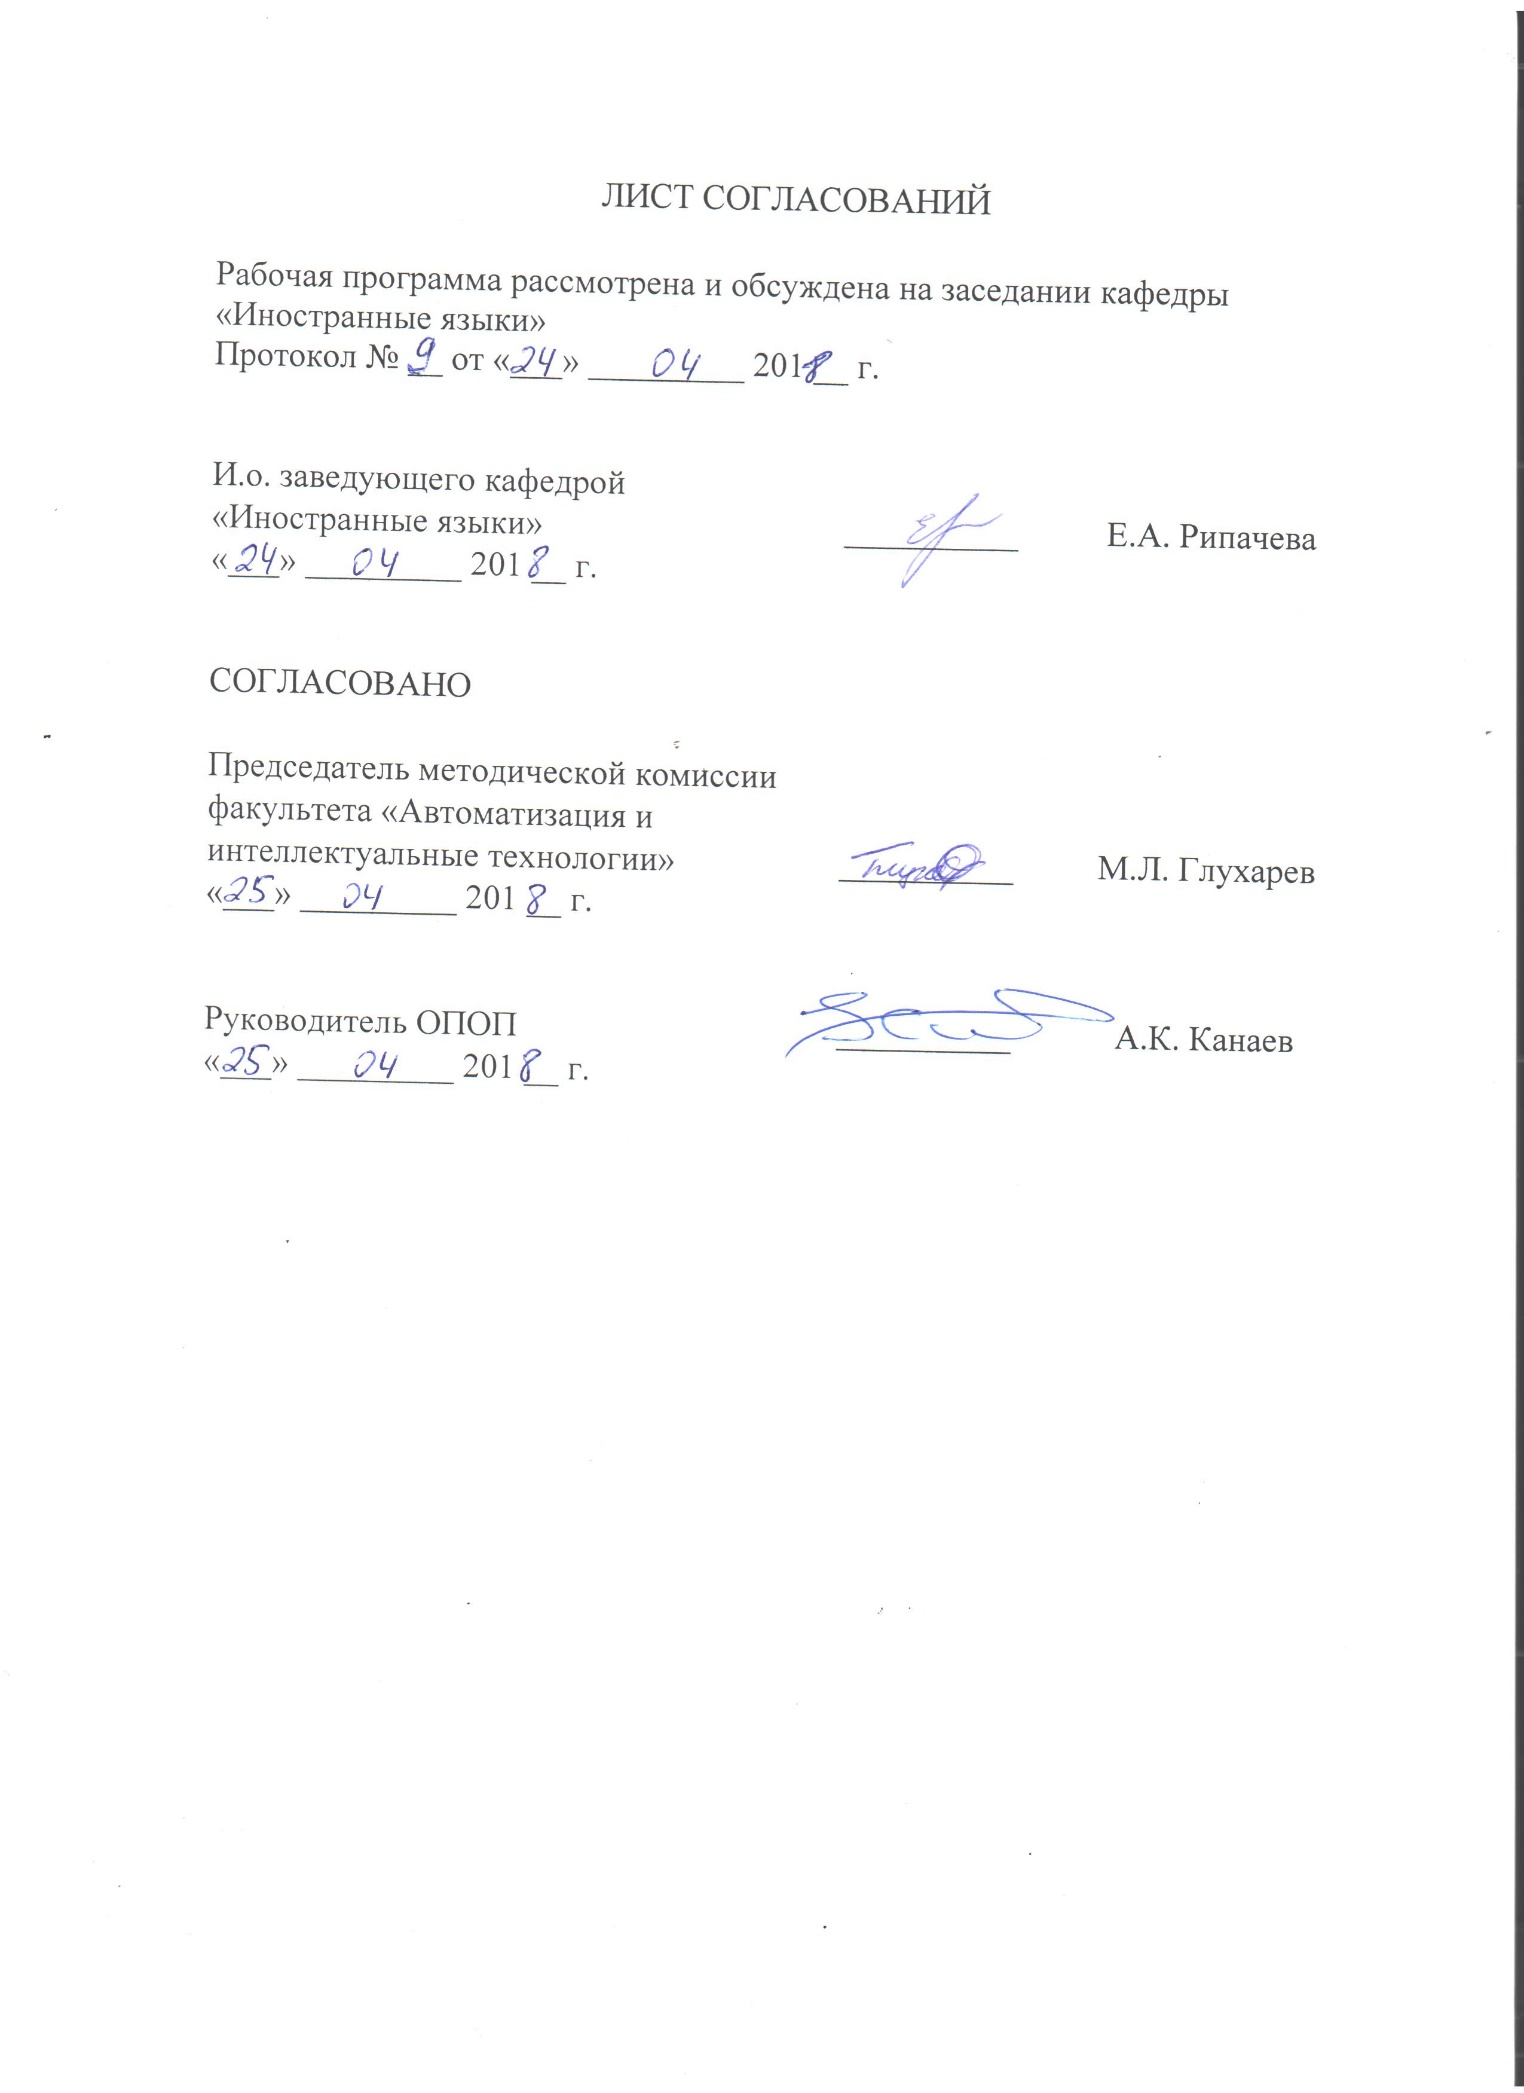 ЛИСТ СОГЛАСОВАНИЙ
Рабочая программа рассмотрена и обсуждена на заседании кафедры
«Иностранные языки»
Протокол № 9 от «24» 04 2018 г.
И.о. заведующего кафедрой
«Иностранные языки»
«24» 04 2018 г.
Е.А. Рипачева
СОГЛАСОВАНО
Председатель методической комиссии
факультета «Автоматизация и
интеллектуальные технологии»
М.Л. Глухарев
«25» 04 2018 г.
Руководитель ОПОП
А.К. Канаев
«25» 04 2018 г.